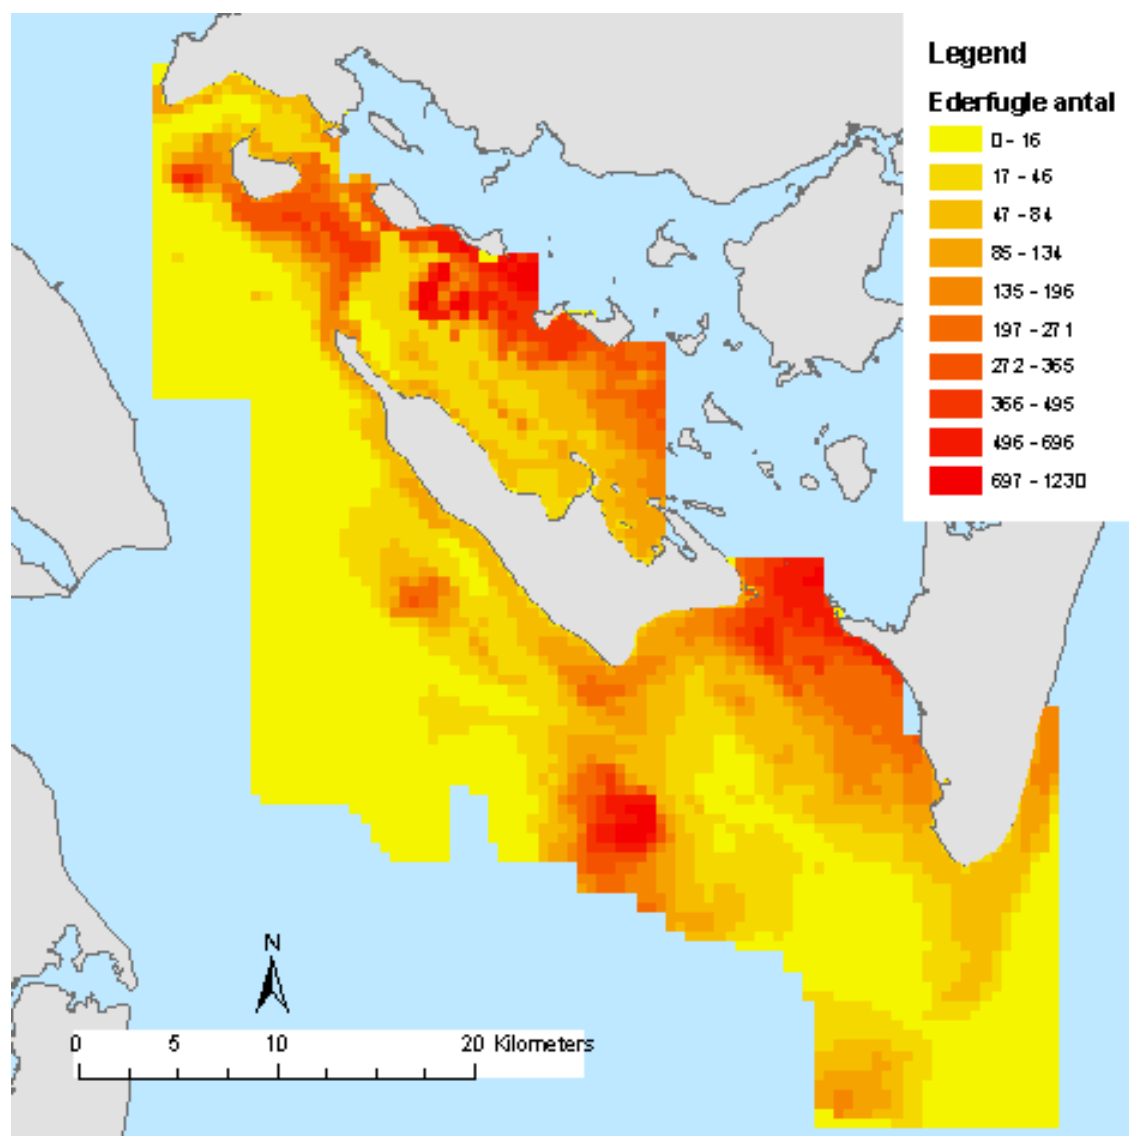 Legend
Ederfugle antal
0 - 16
17 - 46
47 - 84
85 - 134
135 - 196
197 - 271
272 - 365
366 - 495
496 - 696
697 - 1230
N
0 5 10 20 Kilometers